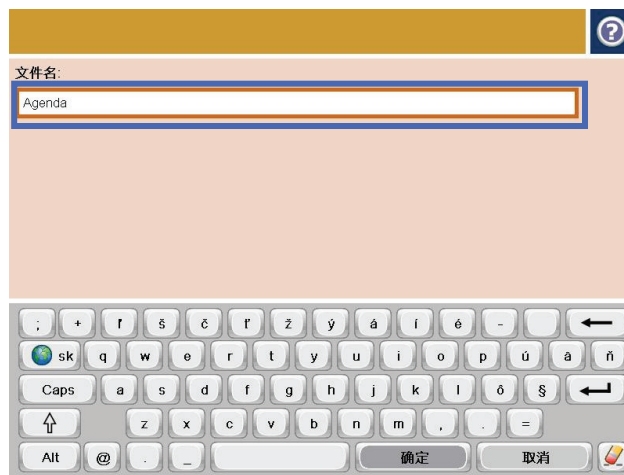 ?
文件名:
Agenda
; + ľ š č ť ž ý á í é - ←
sk q w e r t y u i o p ú ä ň
Caps a s d f g h j k l ô §
z x c v b n m , . =
Alt @ . _ 确定 取消